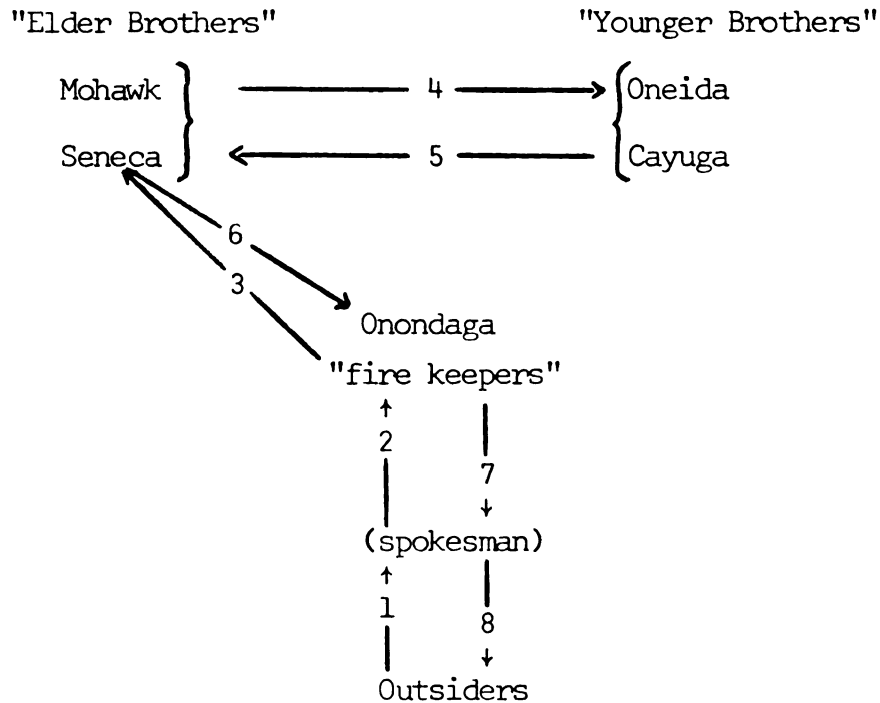 "Elder Brothers" "Younger Brothers"
Mohawk 4 Oneida
Seneca 5 Cayuga
6
3
Onondaga
"fire keepers"
2
7
(spokesman)
1
8
Outsiders